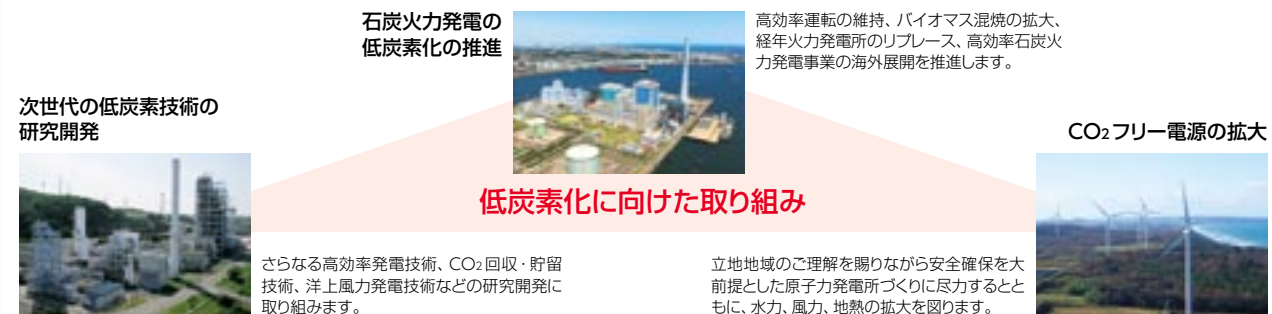 石炭火力発電の
低炭素化の推進
高効率運転の維持、バイオマス混焼の拡大、
経年火力発電所のリプレース、高効率石炭火
力発電事業の海外展開を推進します。
次世代の低炭素技術の
研究開発
CO2フリー電源の拡大
低炭素化に向けた取り組み
さらなる高効率発電技術、CO2回収・貯留
技術、洋上風力発電技術などの研究開発に
取り組みます。
立地地域のご理解を賜りながら安全確保を大
前提とした原子力発電所づくりに尽力するとと
もに、水力、風力、地熱の拡大を図ります。